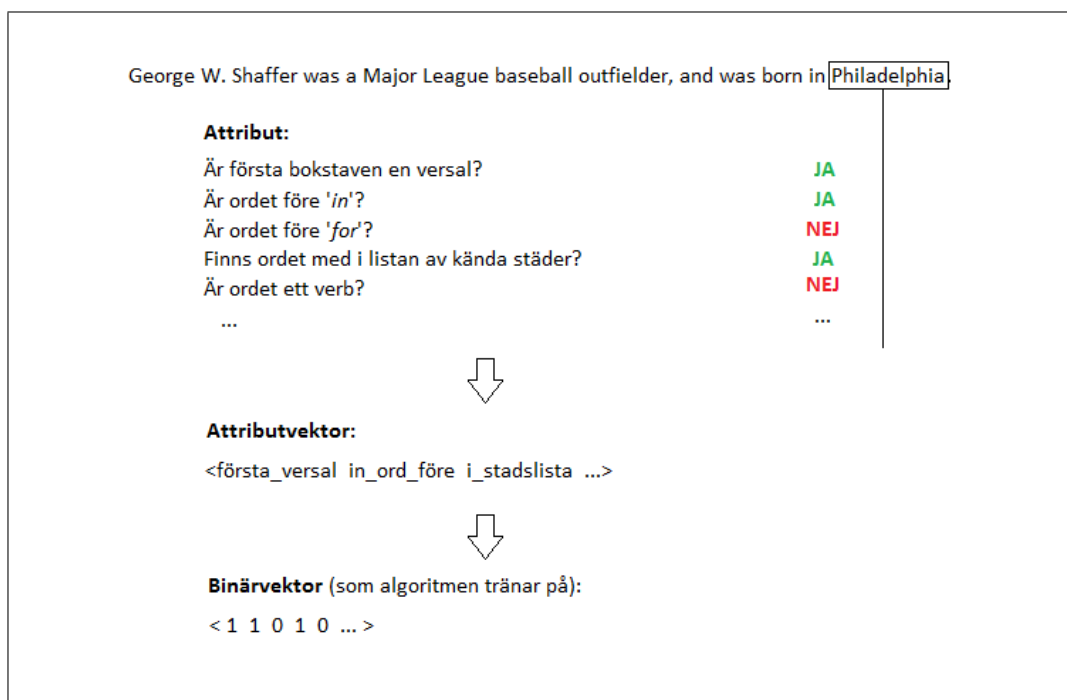 George W. Shaffer was a Major League baseball outfielder, and was born in Philadelphia.
Attribut:
Är första bokstaven en versal? JA
Är ordet före 'in'? JA
Är ordet före 'for'? NEJ
Finns ordet med i listan av kända städer? JA
Är ordet ett verb? NEJ
... ...
Attributvektor:
<första_versal in_ord_före i_stadslista ...>
Binärvektor (som algoritmen tränar på):
< 1 1 0 1 0 ... >